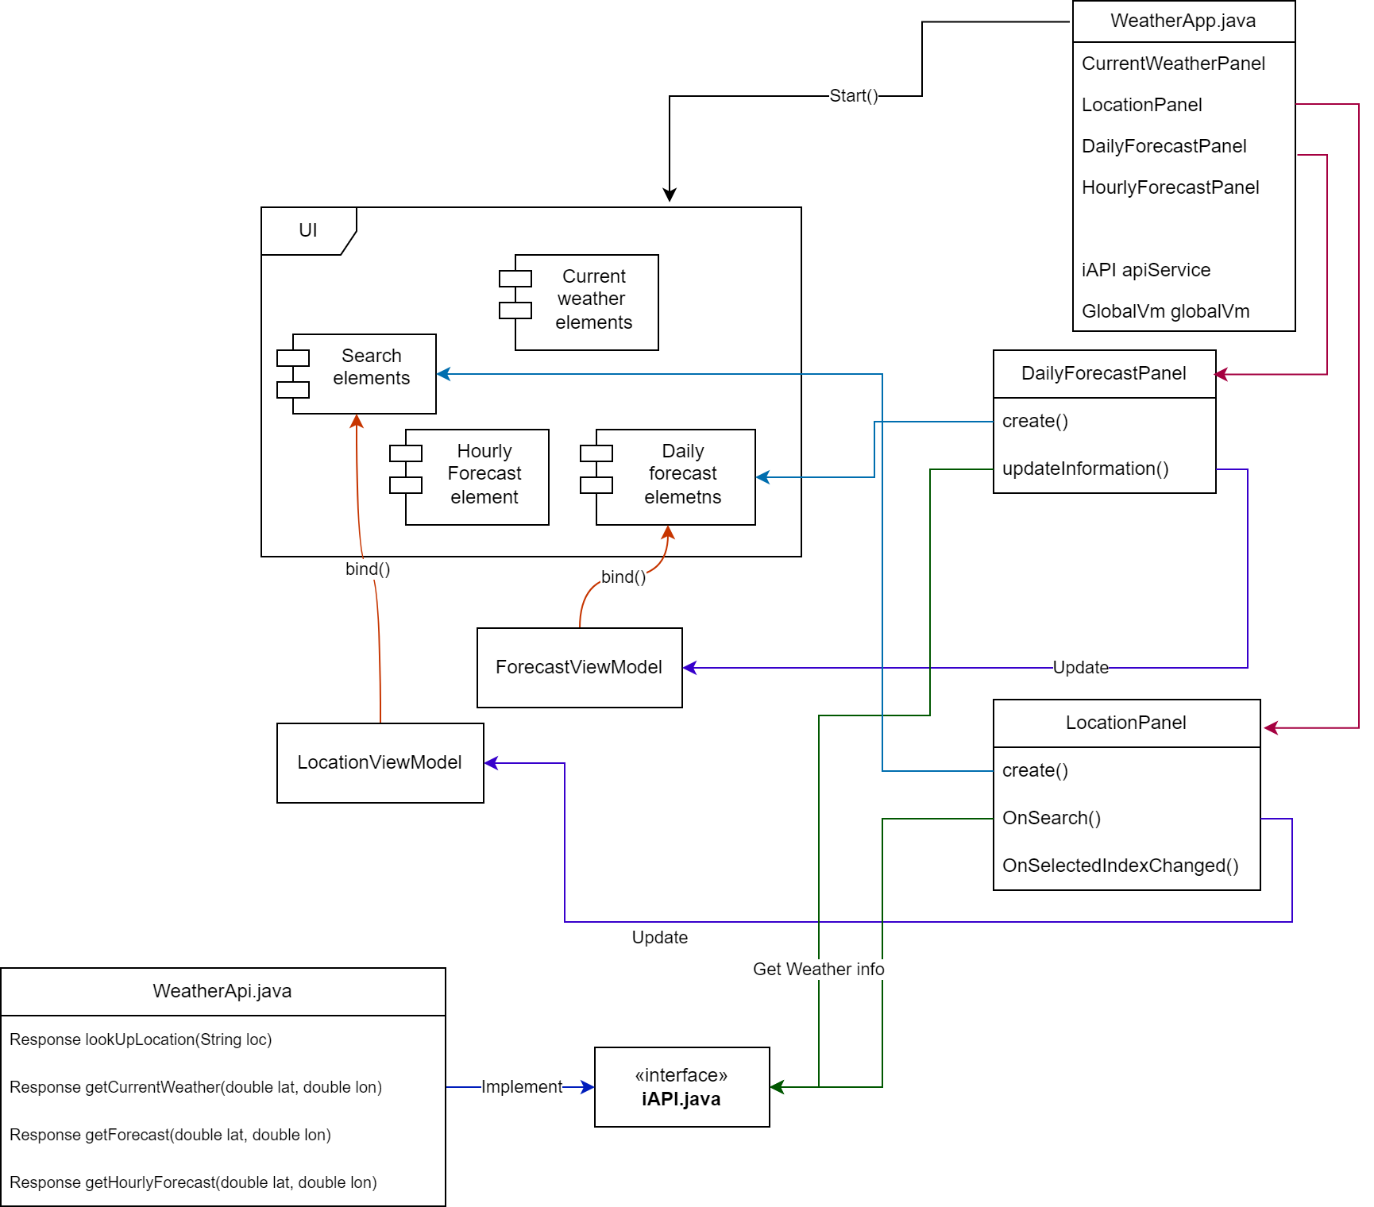 WeatherApp.java
CurrentWeatherPanel
LocationPanel
DailyForecastPanel
HourlyForecastPanel
iAPI apiService
GlobalVm globalVm
Start()
UI
Current
weather
elements
Search
elements
Hourly
Forecast
element
Daily
forecast
elemetns
DailyForecastPanel
create()
updateInformation()
bind()
bind()
ForecastViewModel
Update
LocationViewModel
LocationPanel
create()
OnSearch()
OnSelectedIndexChanged()
Update
Get Weather info
WeatherApi.java
Response lookUpLocation(String loc)
Response getCurrentWeather(double lat, double lon)
Response getForecast(double lat, double lon)
Response getHourlyForecast(double lat, double lon)
Implement
«interface»
iAPI.java